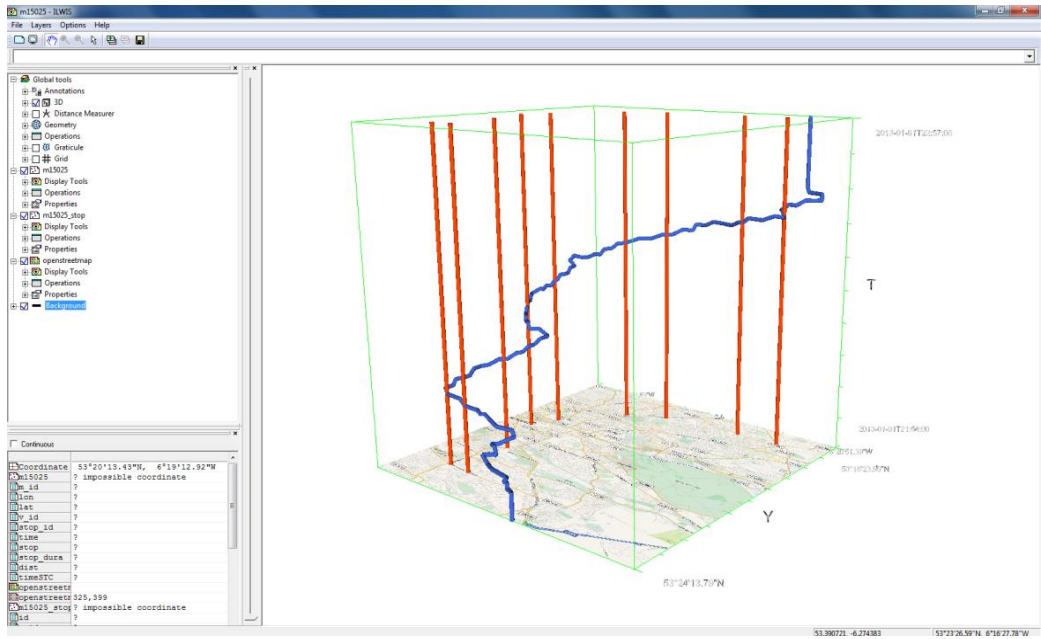 m15025 - ILWIS
File Layers Options Help
Global tools
Annotations
3D
Distance Measurer
Geometry
Operations
Graticule
Grid
m15025
Display Tools
Operations
Properties
m15025_stop
Display Tools
Operations
Properties
openstreetmap
Display Tools
Operations
Properties
Background
T
Y
53°24'13.79"N
Continuous
Coordinate 53°20'13.43"N, 6°19'12.92"W
m15025 ? impossible coordinate
m_id ?
lon ?
lat ?
v_id ?
stop_id ?
time ?
stop ?
stop_dura ?
dist ?
timeSTC ?
openstreetm
openstreetm 325,399
m15025_stop ? impossible coordinate
id ?
53.390721, -6.274383 53°23'26.59"N, 6°16'27.78"W